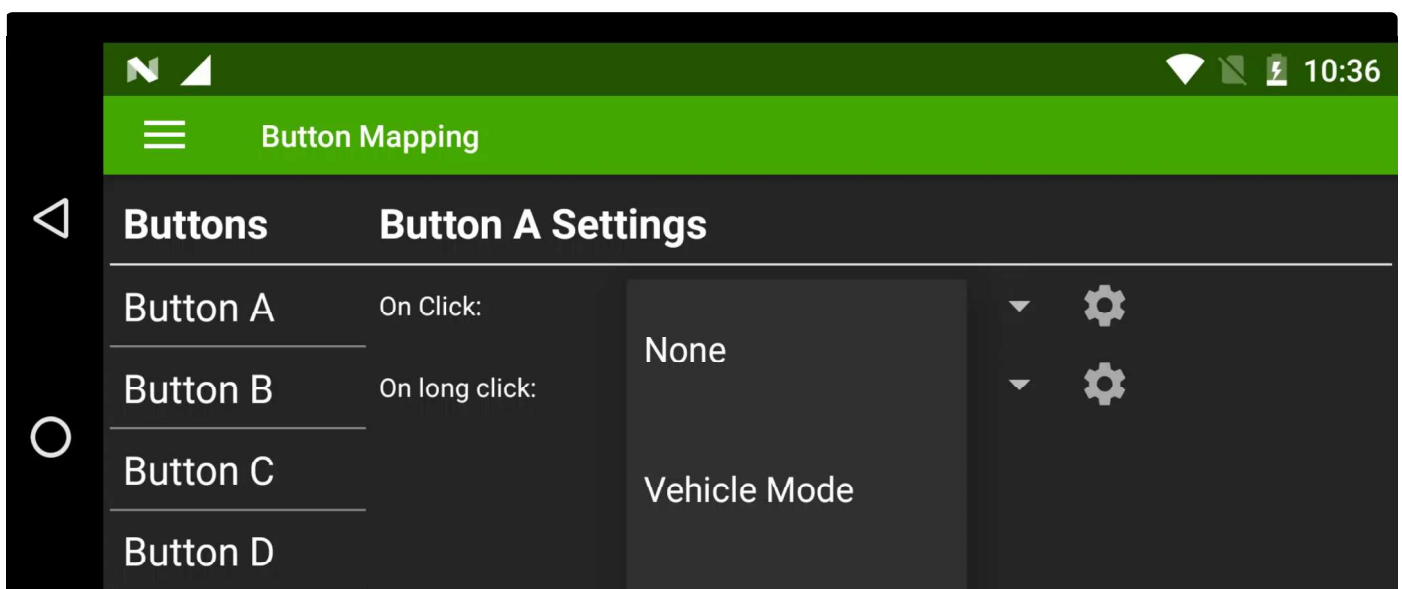 10:36
Button Mapping
Buttons
Button A Settings
Button A
On Click:
None
Button B
On long click:
Button C
Vehicle Mode
Button D